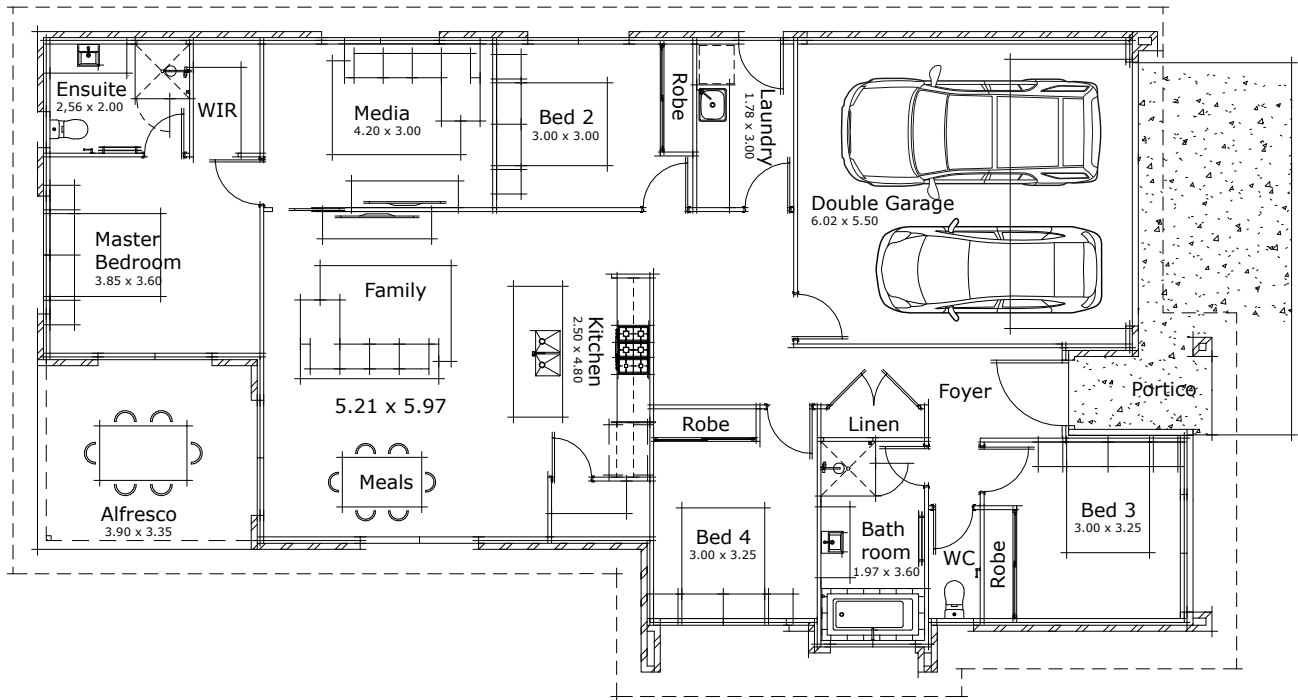 Ensuite
2,56 x 2.00
WIR
Media
4.20 x 3.00
Bed 2
3.00 x 3.00
Robe
Laundry
1.78 x 3.00
Double Garage
6.02 x 5.50
Master
Bedroom
3.85 x 3.60
Family
Kitchen
2.50 x 4.80
5.21 x 5.97
Foyer
Portico
Robe
Linen
Meals
Alfresco
3.90 x 3.35
Bed 4
3.00 x 3.25
Bath
room
1.97 x 3.60
WC
Robe
Bed 3
3.00 x 3.25